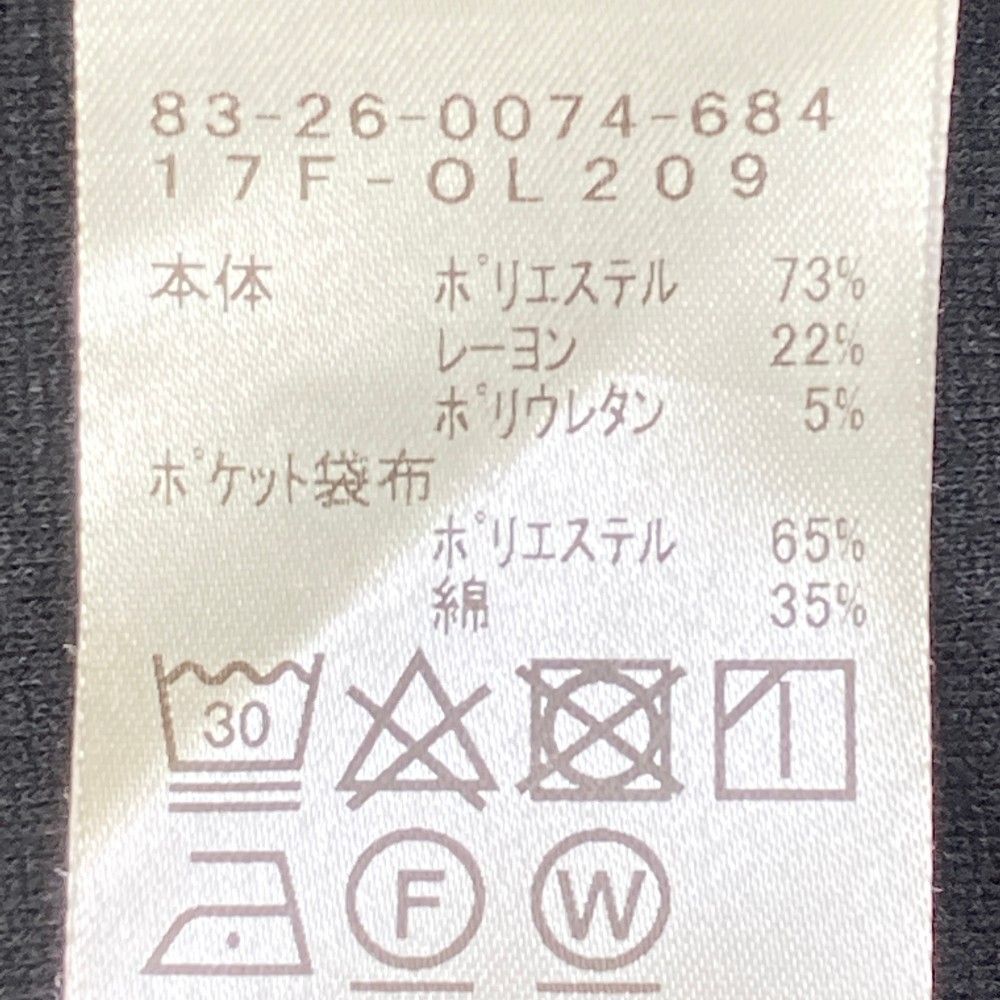 83-26-0074-684
17F-OL209
本体 ポリエステル 73%
レーヨン 22%
ポリウレタン 5%
ポケット袋布
ポリエステル 65%
綿 35%
30
F W